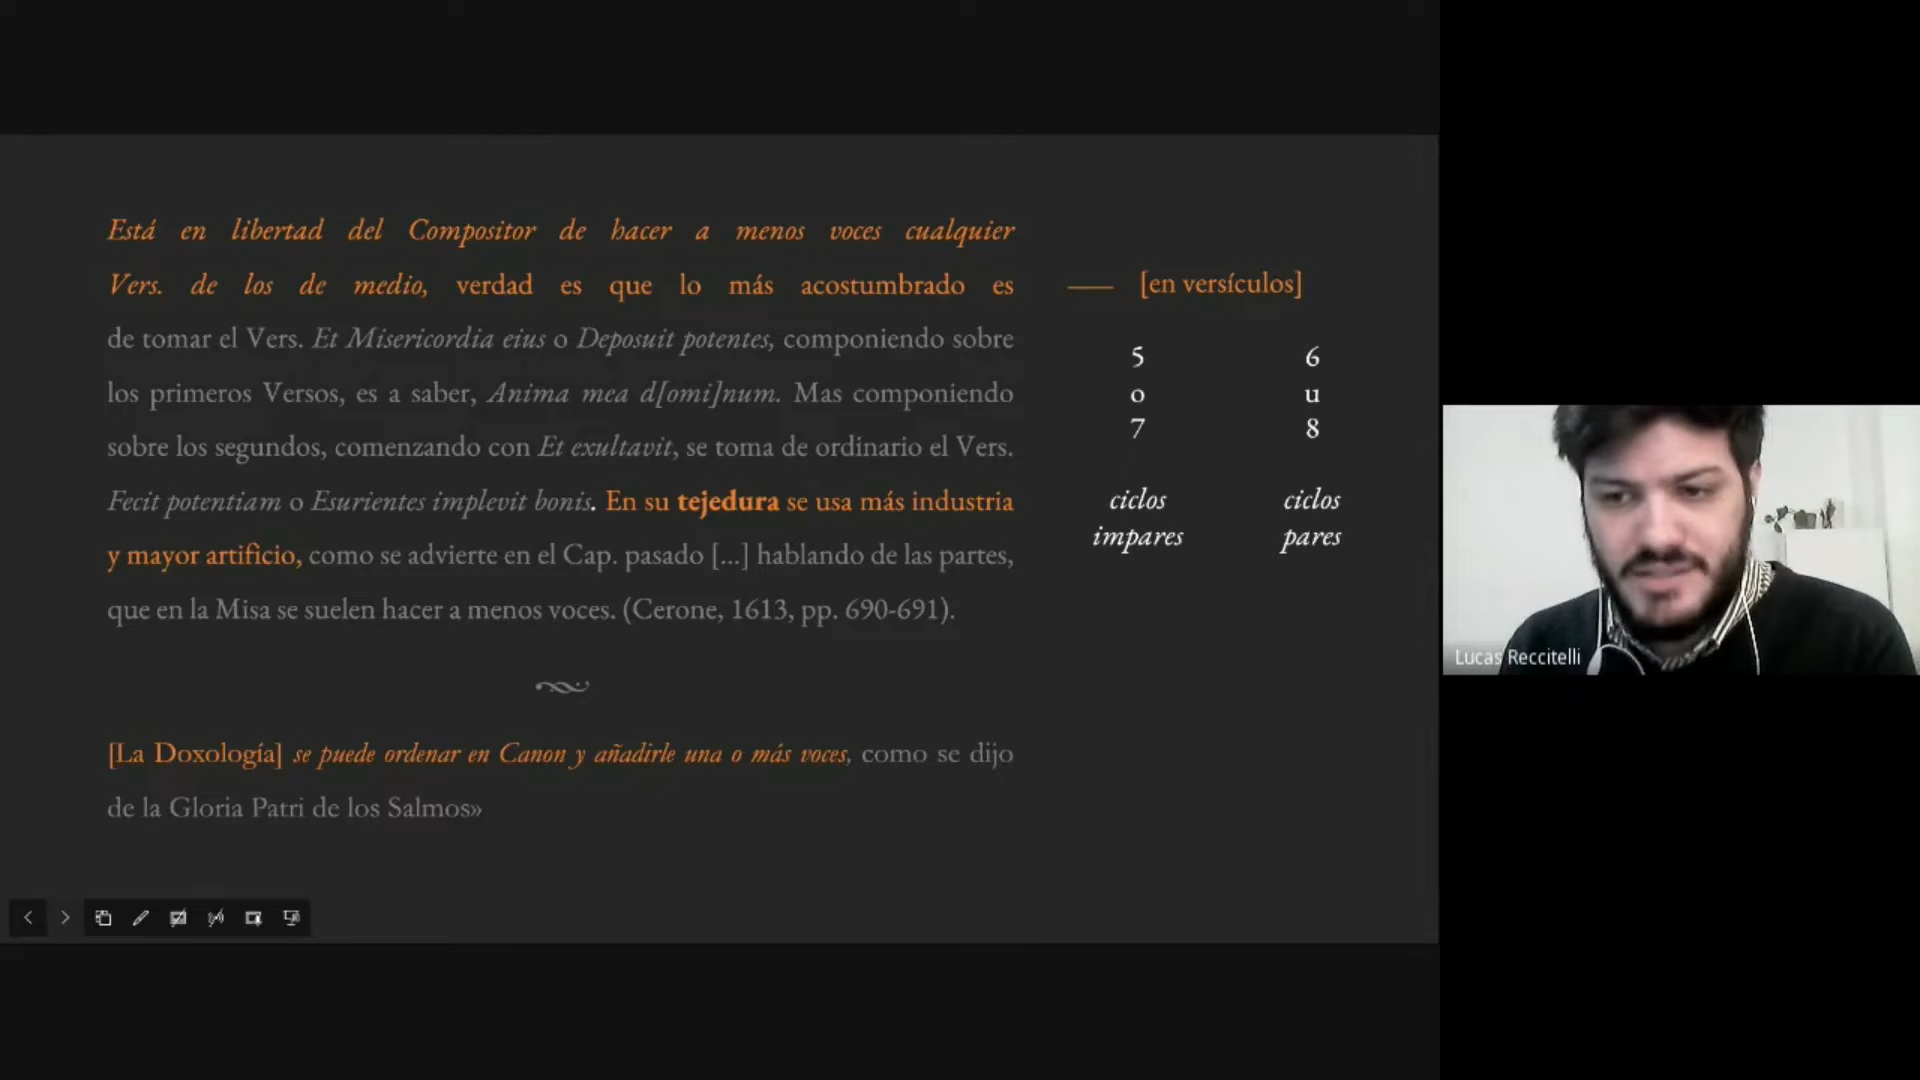 Está en libertad del Compositor de hacer a menos voces cualquier
Vers. de los de medio, verdad es que lo más acostumbrado es
de tomar el Vers. Et Misericordia eius o Deposuit potentes, componiendo sobre
los primeros Versos, es a saber, Anima mea d[omi]num. Mas componiendo
sobre los segundos, comenzando con Et exultavit, se toma de ordinario el Vers.
Fecit potentiam o Esurientes implevit bonis. En su tejedura se usa más industria
y mayor artificio, como se advierte en el Cap. pasado [...] hablando de las partes,
que en la Misa se suelen hacer a menos voces. (Cerone, 1613, pp. 690-691).
[La Doxología] se puede ordenar en Canon y añadirle una o más voces, como se dijo
de la Gloria Patri de los Salmos»
[en versículos]
5 6
o u
7 8
ciclos ciclos
impares pares
Lucas Reccitelli